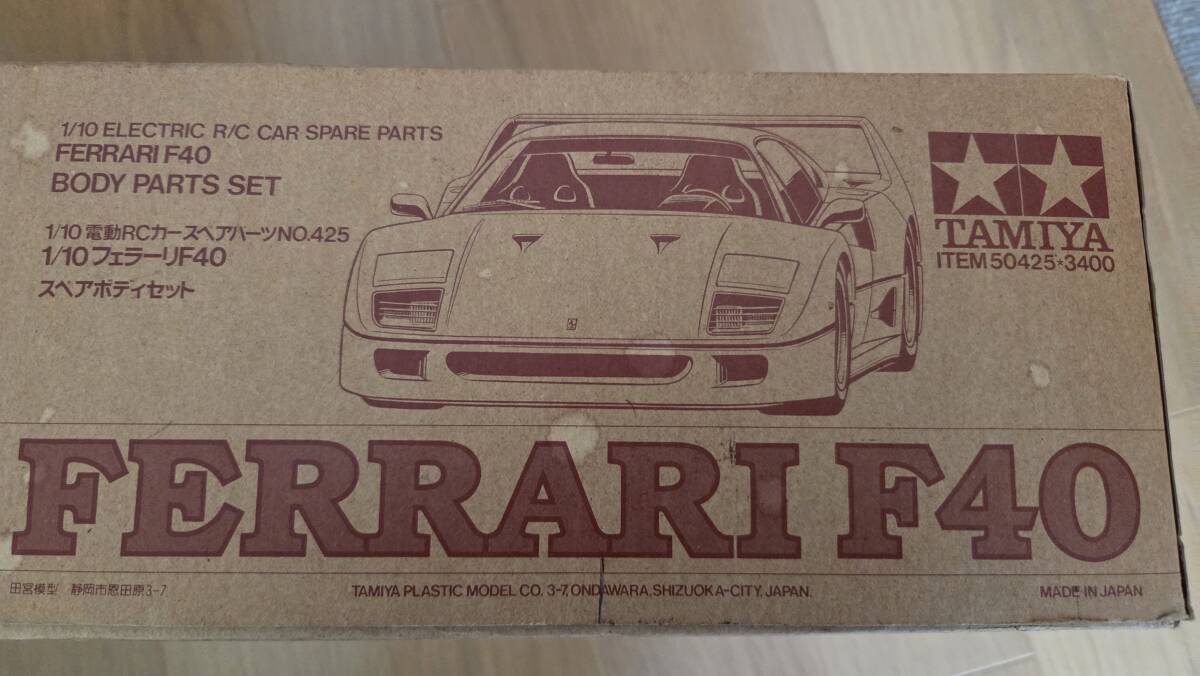 1/10 ELECTRIC R/C CAR SPARE PARTS
FERRARI F40
BODY PARTS SET
1/10 電動RCカースペアパーツNO.425
1/10フェラーリF40
スペアボディセット
TAMIYA
ITEM 50425★3400
FERRARI F40
田宮模型 静岡市恩田原3-7
TAMIYA PLASTIC MODEL CO. 3-7, ONDAWARA, SHIZUOKA-CITY, JAPAN.
MADE IN JAPAN